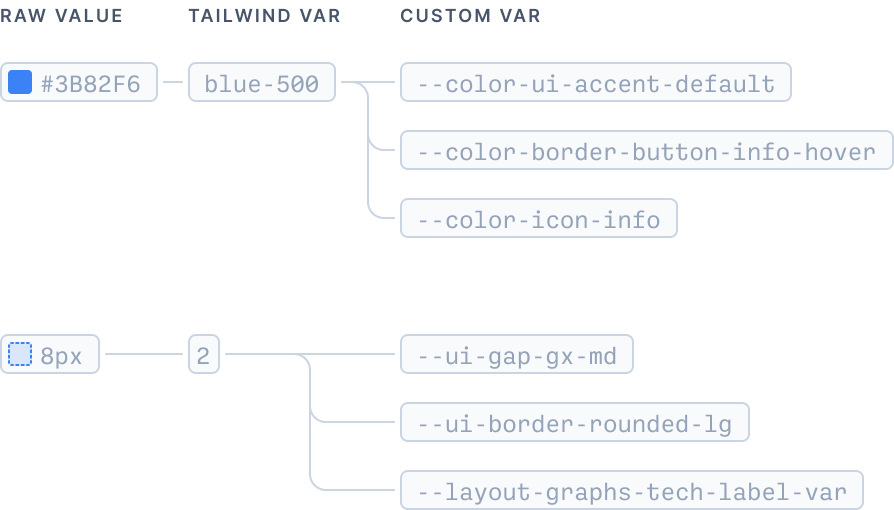 RAW VALUE TAILWIND VAR CUSTOM VAR
#3B82F6 blue-500 --color-ui-accent-default
--color-border-button-info-hover
--color-icon-info
8px 2 --ui-gap-gx-md
--ui-border-rounded-lg
--layout-graphs-tech-label-var